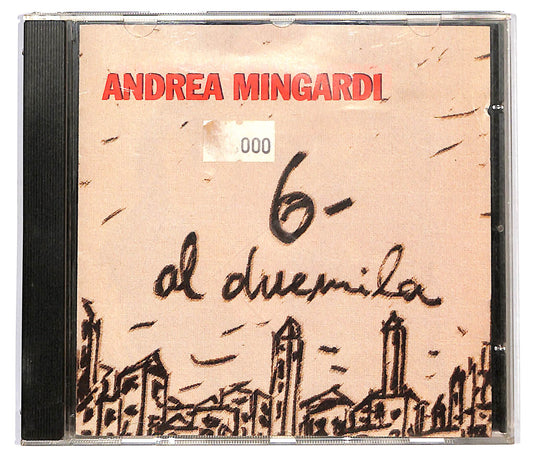 ANDREA MINGARDI
000
6-
al duemila